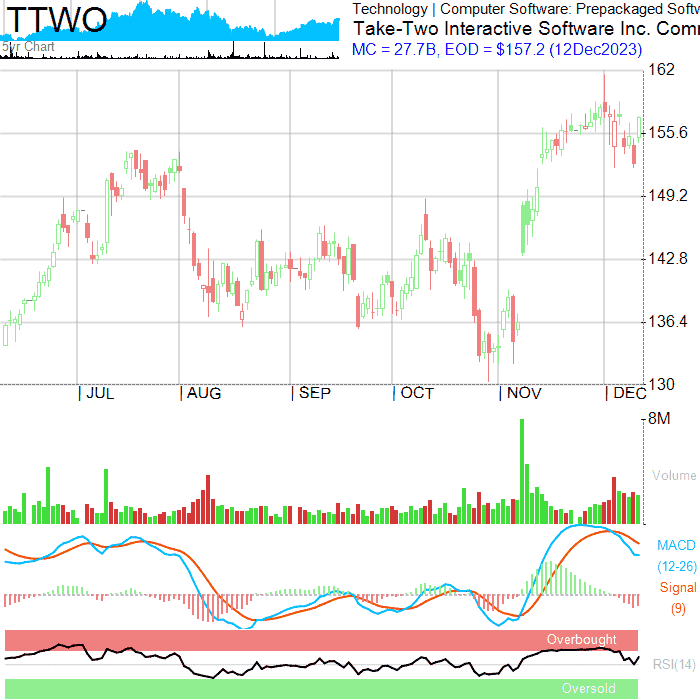 TTWO
5yr Chart
Technology | Computer Software: Prepackaged Softw
Take-Two Interactive Software Inc. Comm
MC = 27.7B, EOD = $157.2 (12Dec2023)
162
155.6
149.2
142.8
136.4
130
JUL AUG SEP OCT NOV DEC
8M
Volume
MACD
(12-26)
Signal
(9)
Overbought
RSI(14)
Oversold